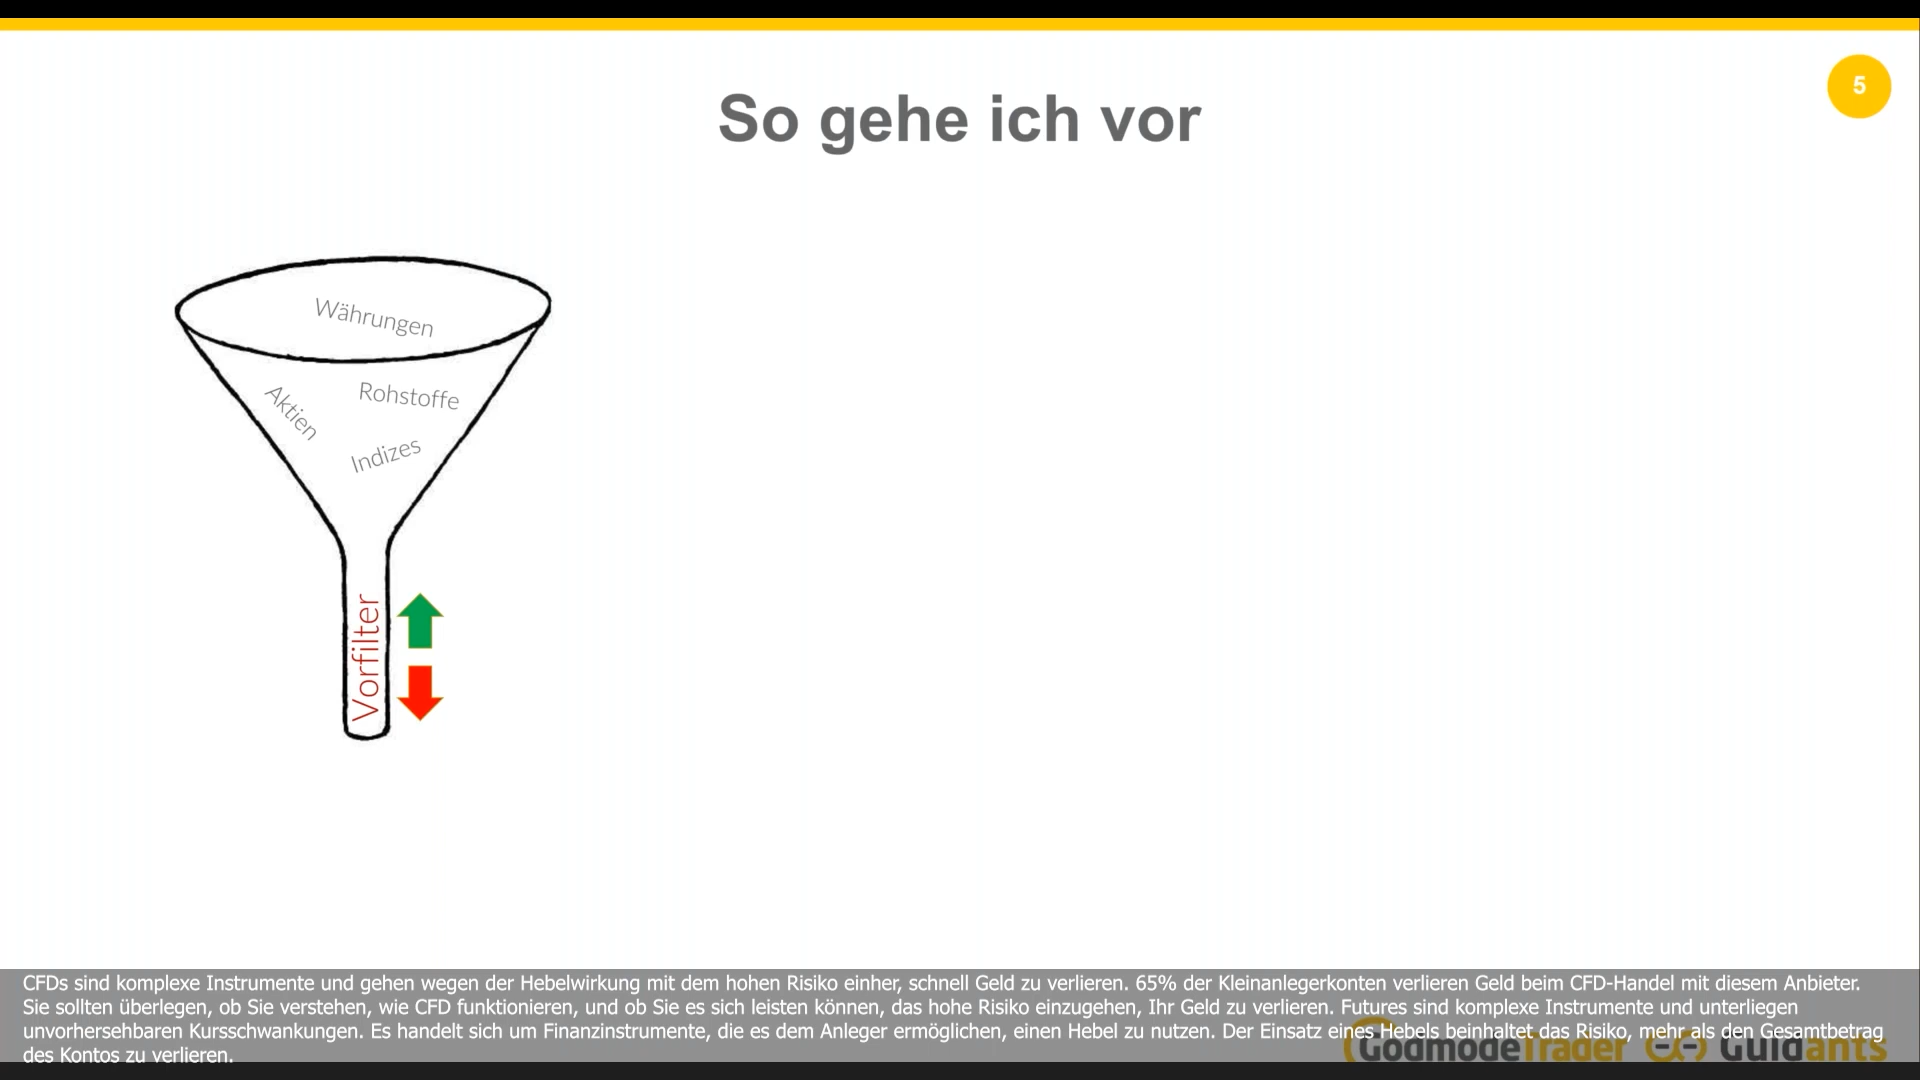 5
So gehe ich vor
Währungen
Rohstoffe
Aktien
Indizes
Vorfilter
CFDs sind komplexe Instrumente und gehen wegen der Hebelwirkung mit dem hohen Risiko einher, schnell Geld zu verlieren. 65% der Kleinanlegerkonten verlieren Geld beim CFD-Handel mit diesem Anbieter.
Sie sollten überlegen, ob Sie verstehen, wie CFD funktionieren, und ob Sie es sich leisten können, das hohe Risiko einzugehen, Ihr Geld zu verlieren. Futures sind komplexe Instrumente und unterliegen
unvorhersehbaren Kursschwankungen. Es handelt sich um Finanzinstrumente, die es dem Anleger ermöglichen, einen Hebel zu nutzen. Der Einsatz eines Hebels beinhaltet das Risiko, mehr als den Gesamtbetrag
des Kontos zu verlieren.
GodmodeTrader Guidants